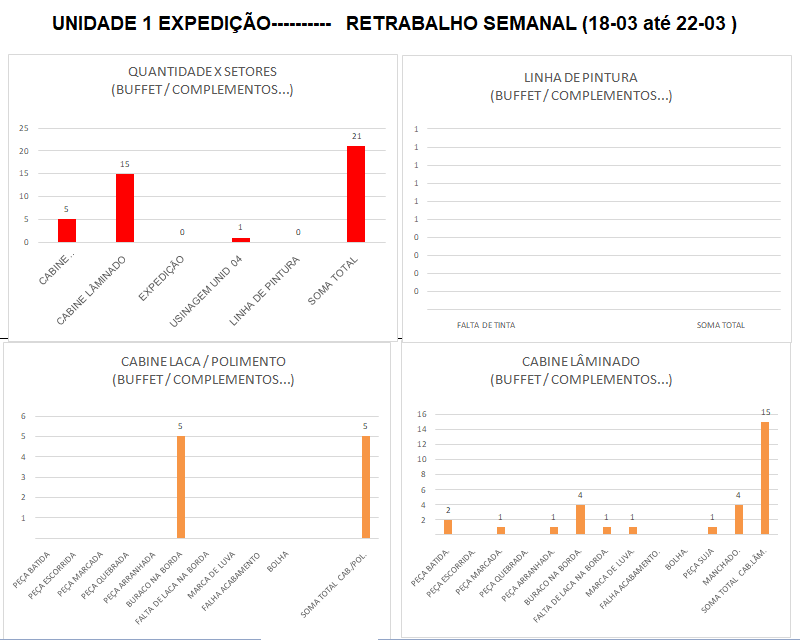 UNIDADE 1 EXPEDIÇÃO---------- RETRABALHO SEMANAL (18-03 até 22-03 )
QUANTIDADE X SETORES
(BUFFET / COMPLEMENTOS...)
25
20
15
10
5
0
5
15
0
1
0
21
CABINE...
CABINE LÂMINADO
EXPEDIÇÃO
USINAGEM UNID 04
LINHA DE PINTURA
SOMA TOTAL
LINHA DE PINTURA
(BUFFET / COMPLEMENTOS...)
1
1
1
1
1
1
0
0
0
0
FALTA DE TINTA
SOMA TOTAL
CABINE LACA / POLIMENTO
(BUFFET / COMPLEMENTOS...)
6
5
4
3
2
1
5
5
PEÇA BATIDA
PEÇA ESCORRIDA
PEÇA MARCADA
PEÇA QUEBRADA
PEÇA ARRANHADA
BURACO NA BORDA
FALTA DE LACA NA BORDA
MARCA DE LUVA
FALHA ACABAMENTO
BOLHA
SOMA TOTAL CAB./POL.
CABINE LÂMINADO
(BUFFET / COMPLEMENTOS...)
16
14
12
10
8
6
4
2
2
1
1
4
1
1
1
4
15
PEÇA BATIDA.
PEÇA ESCORRIDA.
PEÇA MARCADA.
PEÇA QUEBRADA.
PEÇA ARRANHADA.
BURACO NA BORDA.
FALTA DE LACA NA BORDA.
MARCA DE LUVA.
FALHA ACABAMENTO.
BOLHA.
PEÇA SUJA
MANCHADO.
SOMA TOTAL CAB.LÂM.